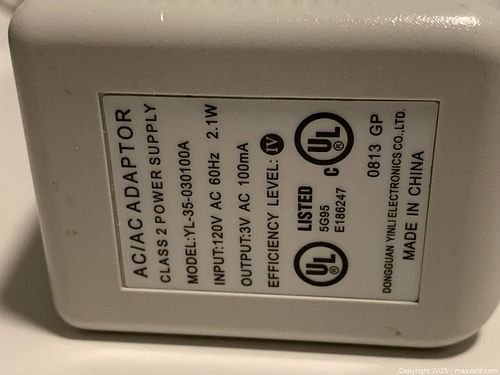 AC/AC ADAPTOR
CLASS 2 POWER SUPPLY
MODEL:YL-35-030100A
INPUT:120V AC 60Hz 2.1W
OUTPUT:3V AC 100mA
EFFICIENCY LEVEL: IV
UL ®
LISTED
5G95
E186247
c UL ®
0813 GP
DONGGUAN YINLI ELECTRONICS CO.,LTD.
MADE IN CHINA
Copyright 2025 - maxsold.com